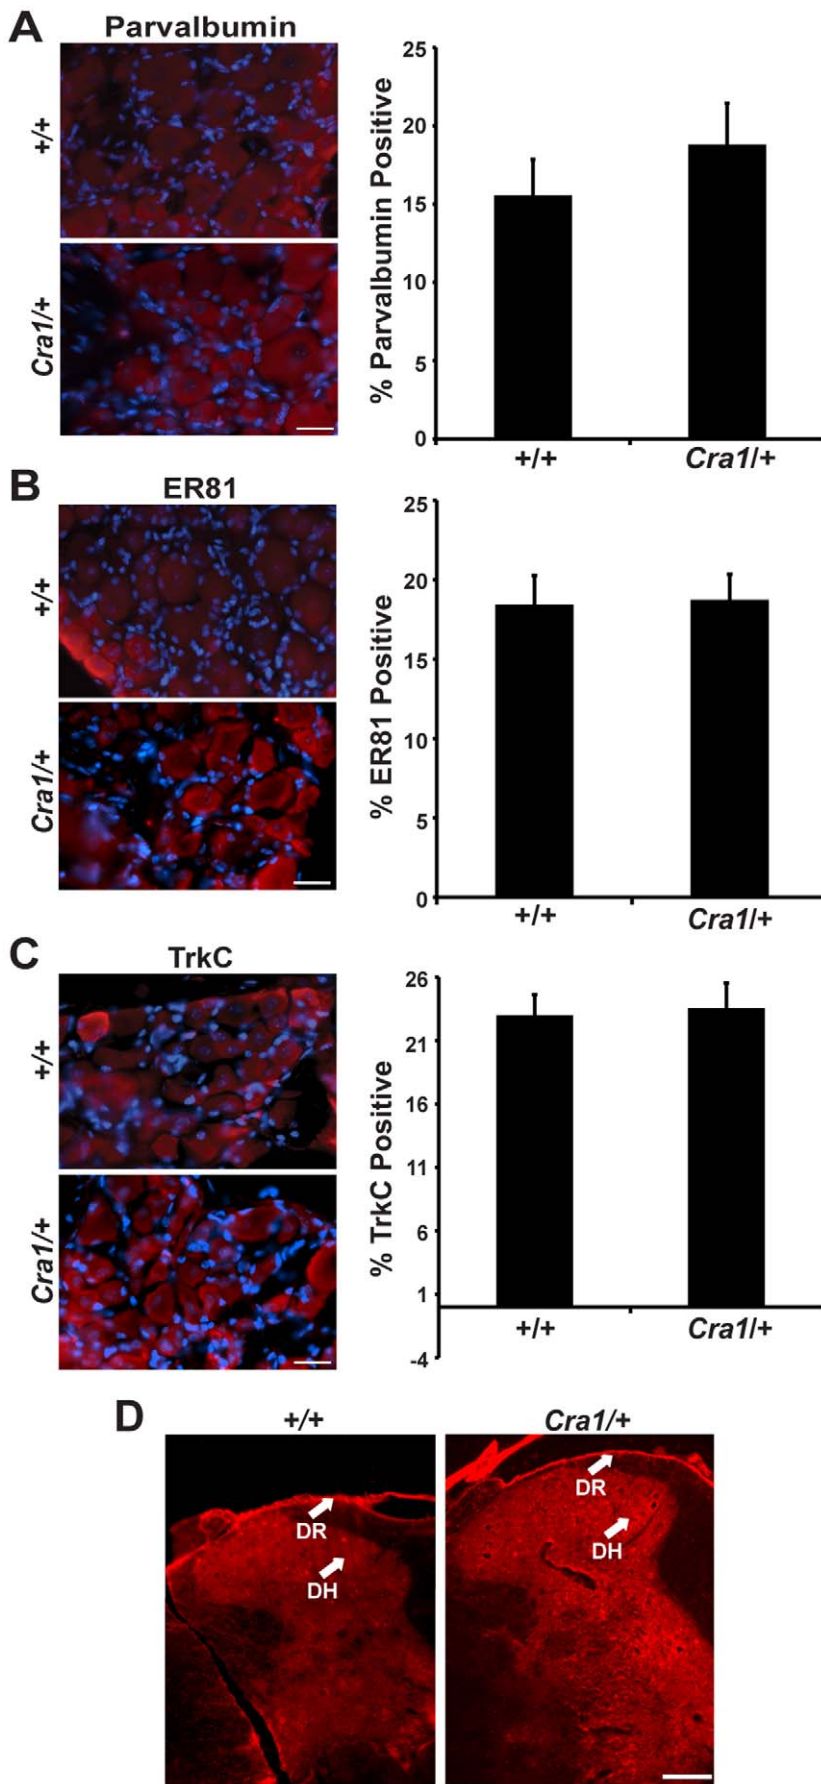 A
Parvalbumin
+/+
Cra1/+
% Parvalbumin Positive
25
20
15
10
5
0
+/+
Cra1/+
B
ER81
+/+
Cra1/+
% ER81 Positive
25
20
15
10
5
0
+/+
Cra1/+
C
TrkC
+/+
Cra1/+
% TrkC Positive
26
21
16
11
6
1
-4
+/+
Cra1/+
D
+/+
Cra1/+
DR
DH
DR
DH